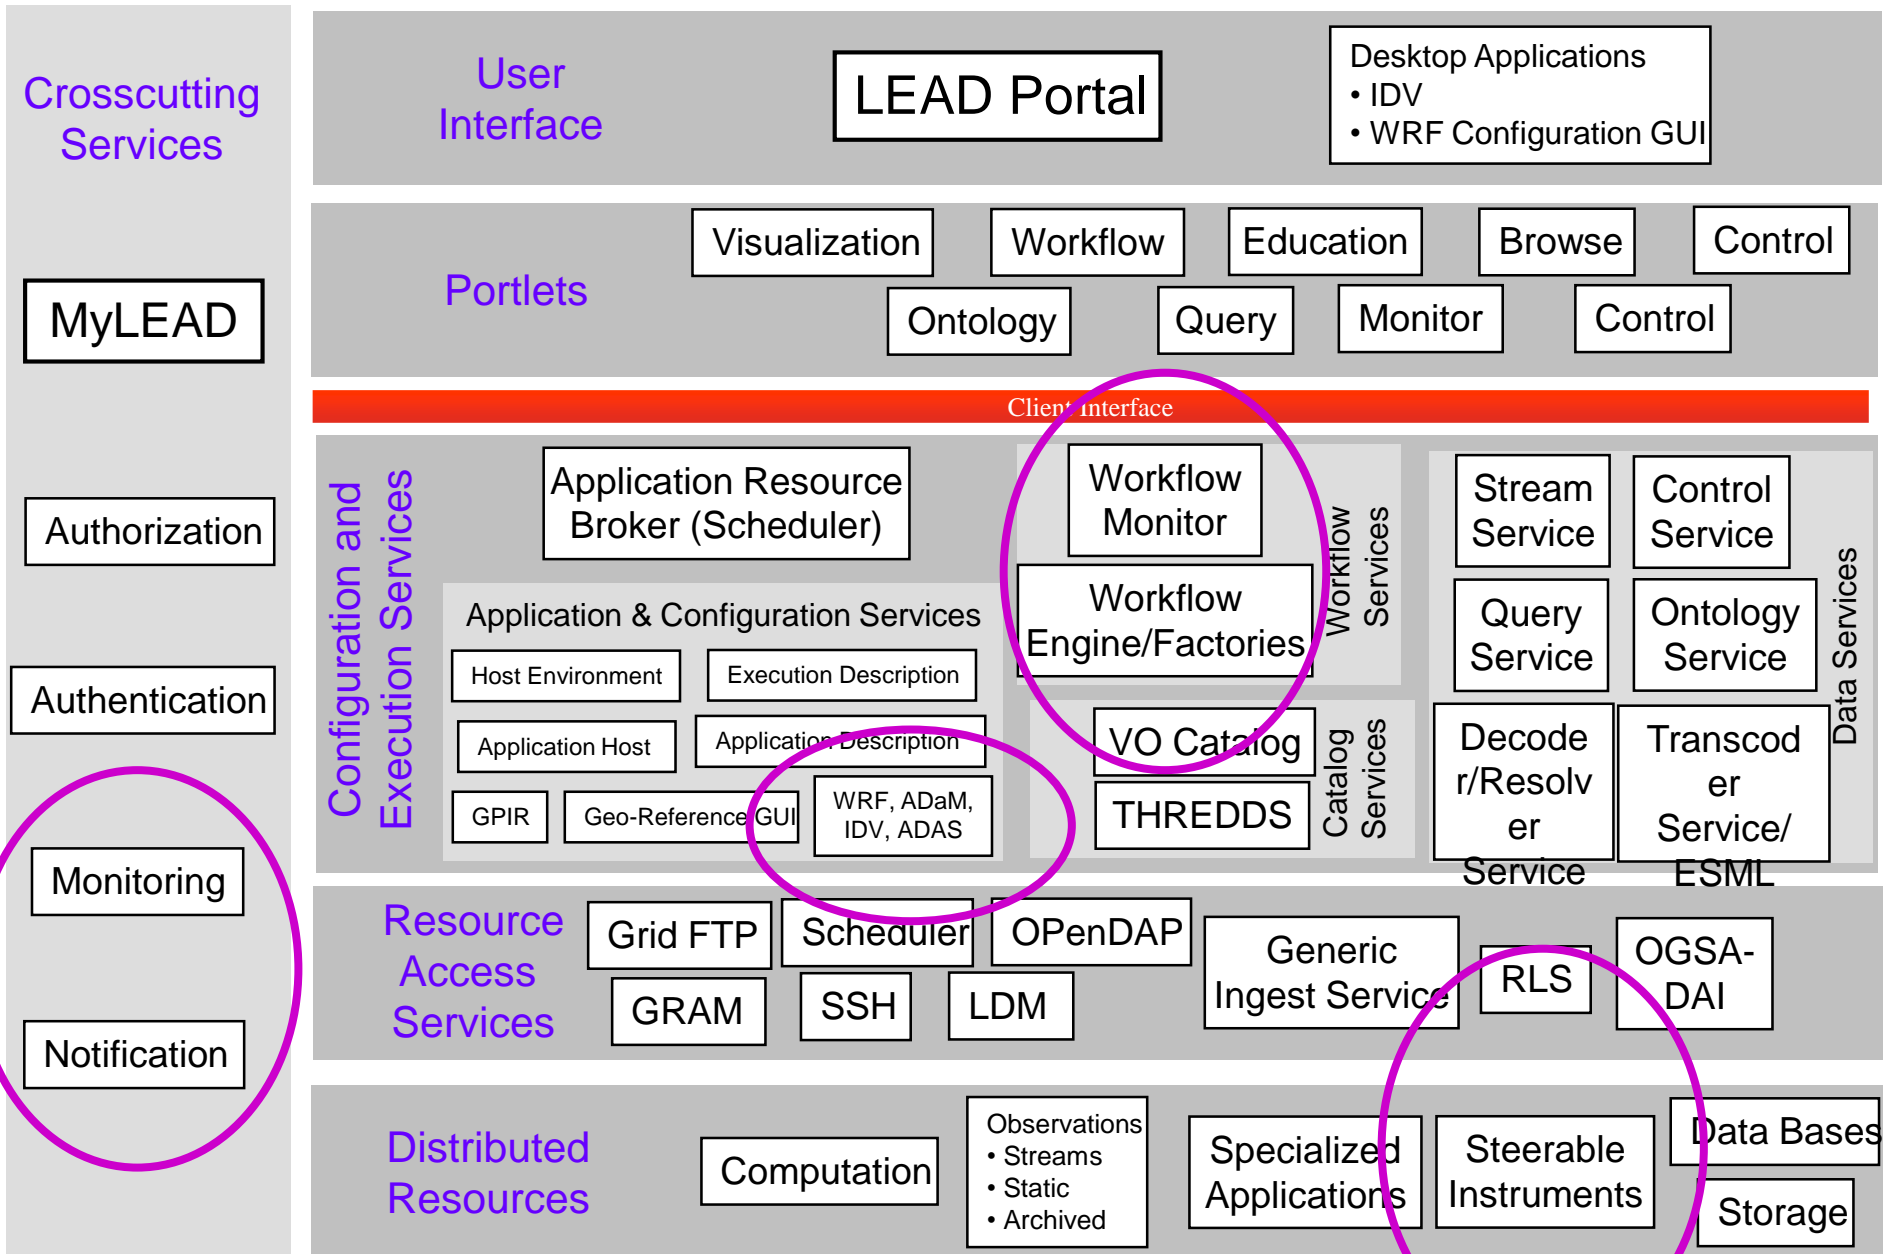 Crosscutting
Services
MyLEAD
Authorization
Authentication
Monitoring
Notification
User
Interface
LEAD Portal
Desktop Applications
• IDV
• WRF Configuration GUI
Portlets
Visualization
Workflow
Education
Browse
Control
Ontology
Query
Monitor
Control
Client Interface
Configuration and
Execution Services
Application Resource
Broker (Scheduler)
Application & Configuration Services
Host Environment
Execution Description
Application Host
Application Description
GPIR
Geo-Reference GUI
WRF, ADaM,
IDV, ADAS
Workflow
Monitor
Workflow
Engine/Factories
Workflow
Services
VO Catalog
THREDDS
Catalog
Services
Stream
Service
Control
Service
Query
Service
Ontology
Service
Decode
r/Resolv
er
Service
Transcod
er
Service/
ESML
Data Services
Resource
Access
Services
Grid FTP
Scheduler
OPenDAP
GRAM
SSH
LDM
Generic
Ingest Service
RLS
OGSA-
DAI
Distributed
Resources
Computation
Observations
• Streams
• Static
• Archived
Specialized
Applications
Steerable
Instruments
Data Bases
Storage